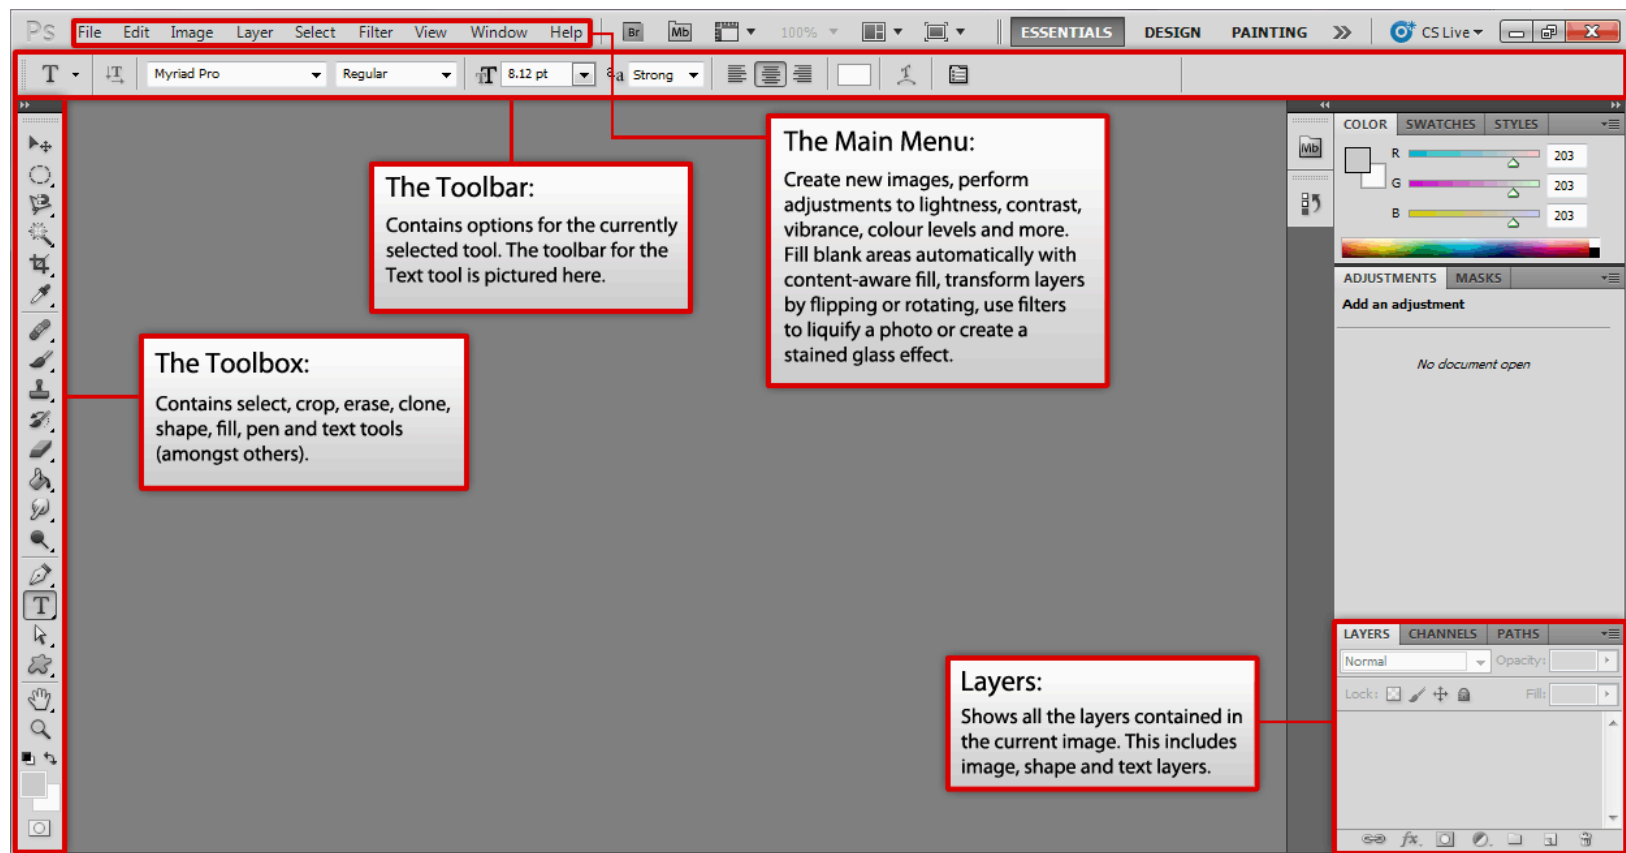 Ps File Edit Image Layer Select Filter View Window Help Br Mb 100% ESSENTIALS DESIGN PAINTING CS Live
T T Myriad Pro Regular TT 8.12 pt aa Strong T
The Main Menu:
Create new images, perform
adjustments to lightness, contrast,
vibrance, colour levels and more.
Fill blank areas automatically with
content-aware fill, transform layers
by flipping or rotating, use filters
to liquify a photo or create a
stained glass effect.
The Toolbar:
Contains options for the currently
selected tool. The toolbar for the
Text tool is pictured here.
The Toolbox:
Contains select, crop, erase, clone,
shape, fill, pen and text tools
(amongst others).
T
Mb
COLOR SWATCHES STYLES
R 203
G 203
B 203
ADJUSTMENTS MASKS
Add an adjustment
No document open
Layers:
Shows all the layers contained in
the current image. This includes
image, shape and text layers.
LAYERS CHANNELS PATHS
Normal Opacity:
Lock: Fill:
fx